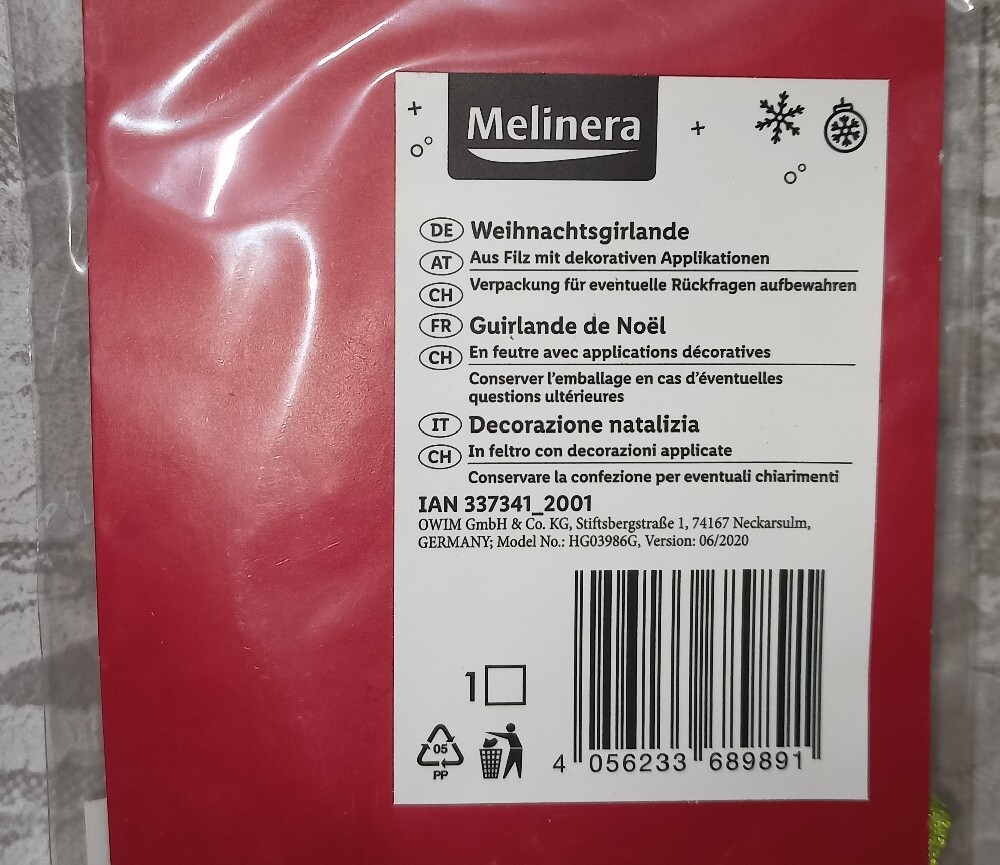 Melinera
DE Weihnachtsgirlande
AT Aus Filz mit dekorativen Applikationen
CH Verpackung für eventuelle Rückfragen aufbewahren
FR Guirlande de Noël
CH En feutre avec applications décoratives
Conserver l'emballage en cas d'éventuelles
questions ultérieures
IT Decorazione natalizia
CH In feltro con decorazioni applicate
Conservare la confezione per eventuali chiarimenti
IAN 337341_2001
OWIM GmbH & Co. KG, Stiftsbergstraße 1, 74167 Neckarsulm,
GERMANY; Model No.: HG03986G, Version: 06/2020
1
05
PP
4 056233 689891